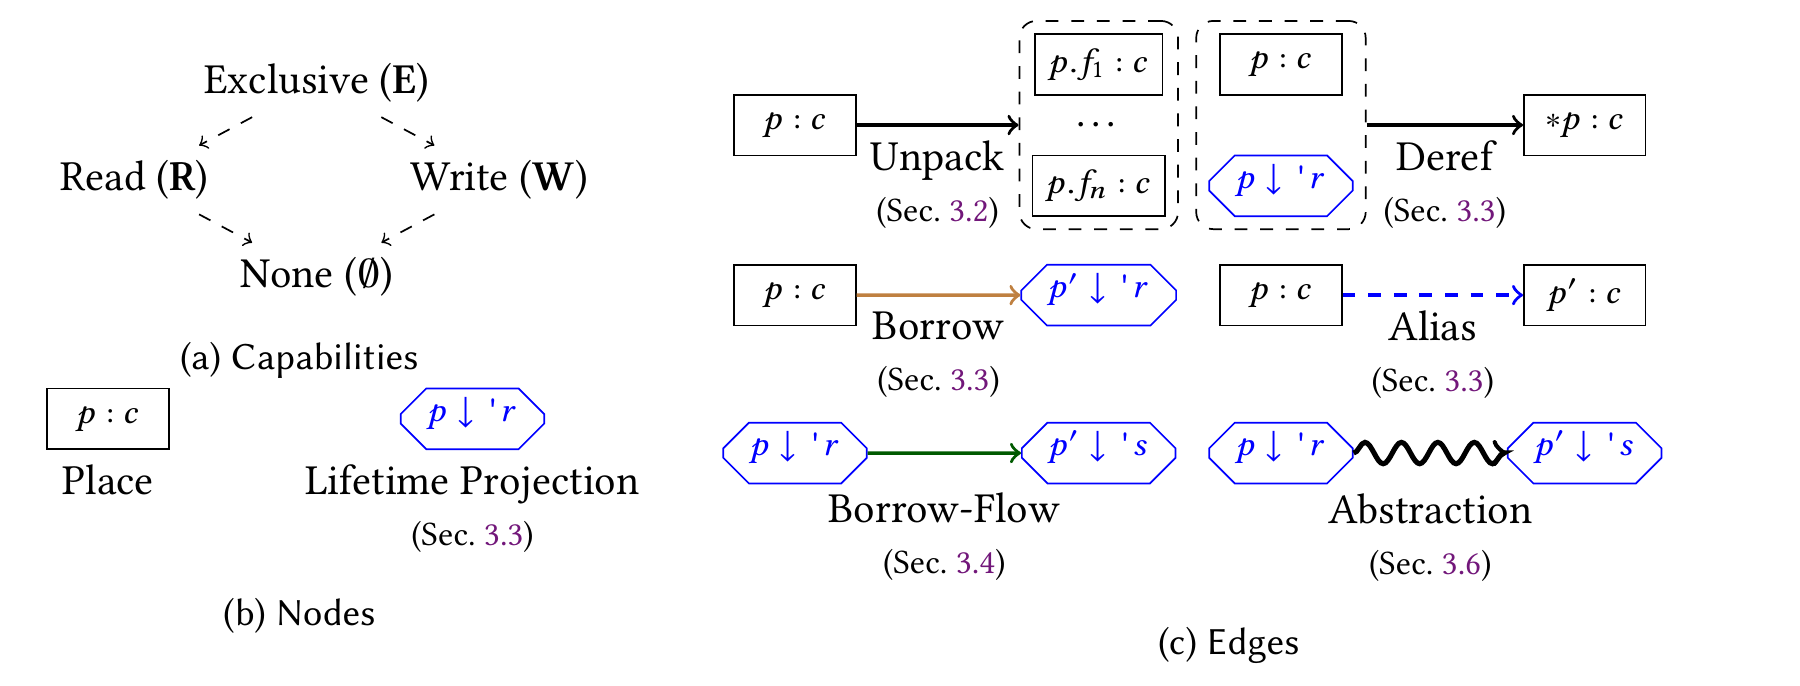 Exclusive (E)
Read (R)
Write (W)
None (∅)
(a) Capabilities
p : c
Place
p ↓ 'r
Lifetime Projection
(Sec. 3.3)
(b) Nodes
p : c
Unpack
(Sec. 3.2)
p.f₁ : c
...
p.fₙ : c
p : c
p ↓ 'r
Deref
(Sec. 3.3)
∗p : c
p : c
Borrow
(Sec. 3.3)
p′ ↓ 'r
p : c
Alias
(Sec. 3.3)
p′ : c
p ↓ 'r
Borrow-Flow
(Sec. 3.4)
p′ ↓ 's
p ↓ 'r
Abstraction
(Sec. 3.6)
p′ ↓ 's
(c) Edges